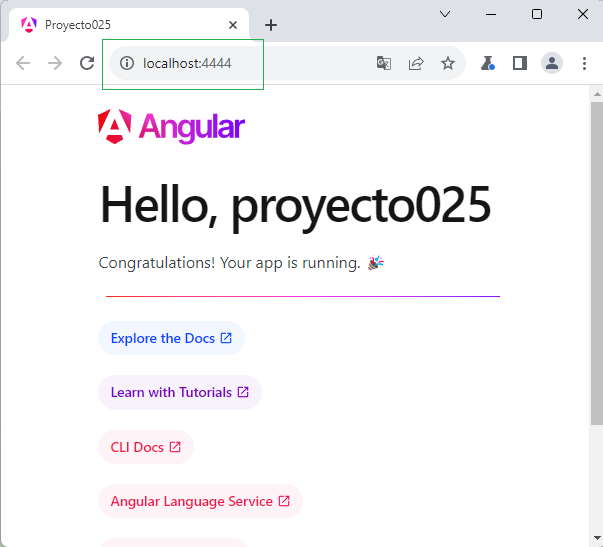 Proyecto025
localhost:4444
Angular
Hello, proyecto025
Congratulations! Your app is running. 🎉
Explore the Docs
Learn with Tutorials
CLI Docs
Angular Language Service